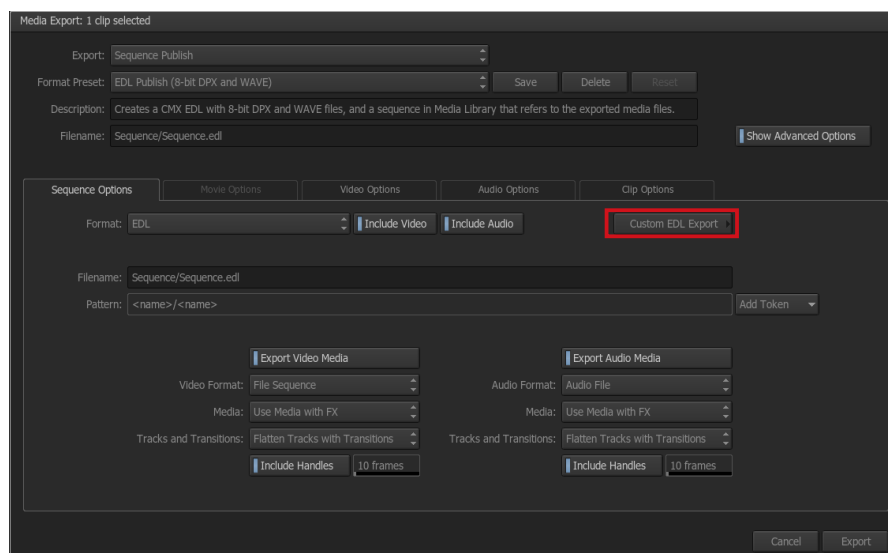 Media Export: 1 clip selected
Export: Sequence Publish
Format Preset: EDL Publish (8-bit DPX and WAVE) Save Delete Reset
Description: Creates a CMX EDL with 8-bit DPX and WAVE files, and a sequence in Media Library that refers to the exported media files.
Filename: Sequence/Sequence.edl Show Advanced Options
Sequence Options Movie Options Video Options Audio Options Clip Options
Format: EDL Include Video Include Audio Custom EDL Export
Filename: Sequence/Sequence.edl
Pattern: <name>/<name> Add Token
Export Video Media Export Audio Media
Video Format: File Sequence Audio Format: Audio File
Media: Use Media with FX Media: Use Media with FX
Tracks and Transitions: Flatten Tracks with Transitions Tracks and Transitions: Flatten Tracks with Transitions
Include Handles 10 frames Include Handles 10 frames
Cancel Export